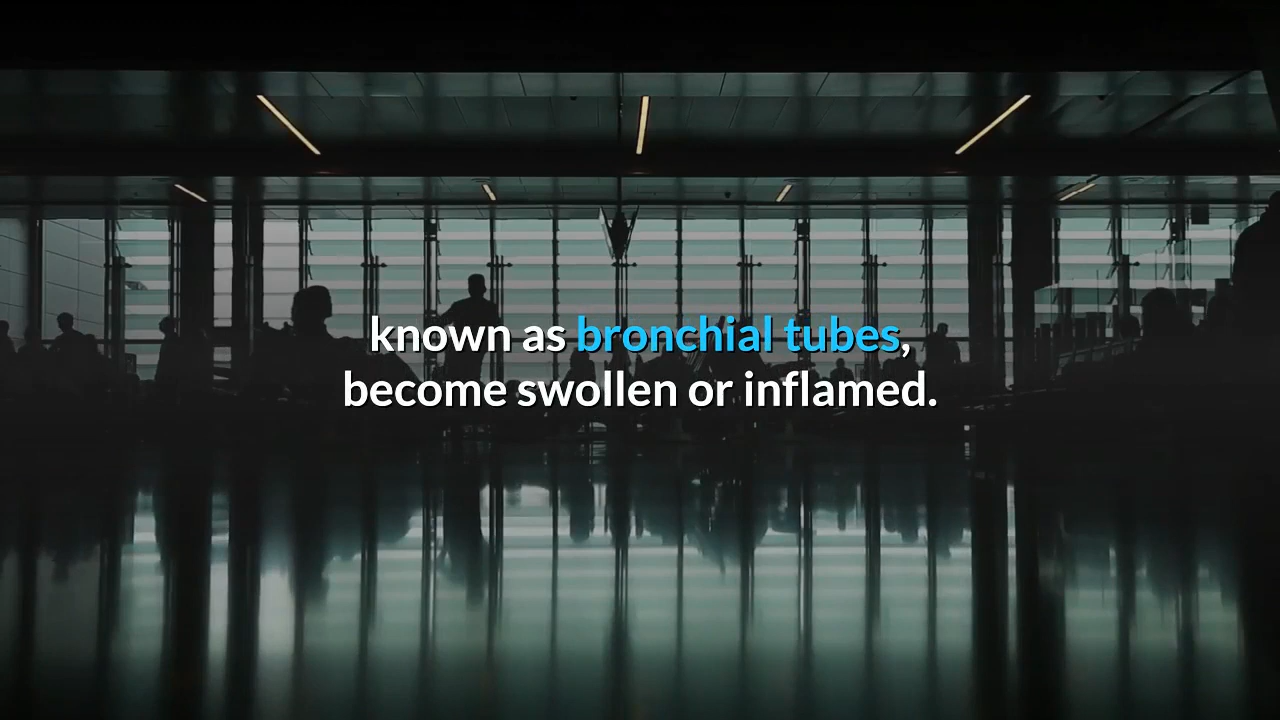 known as bronchial tubes,
become swollen or inflamed.